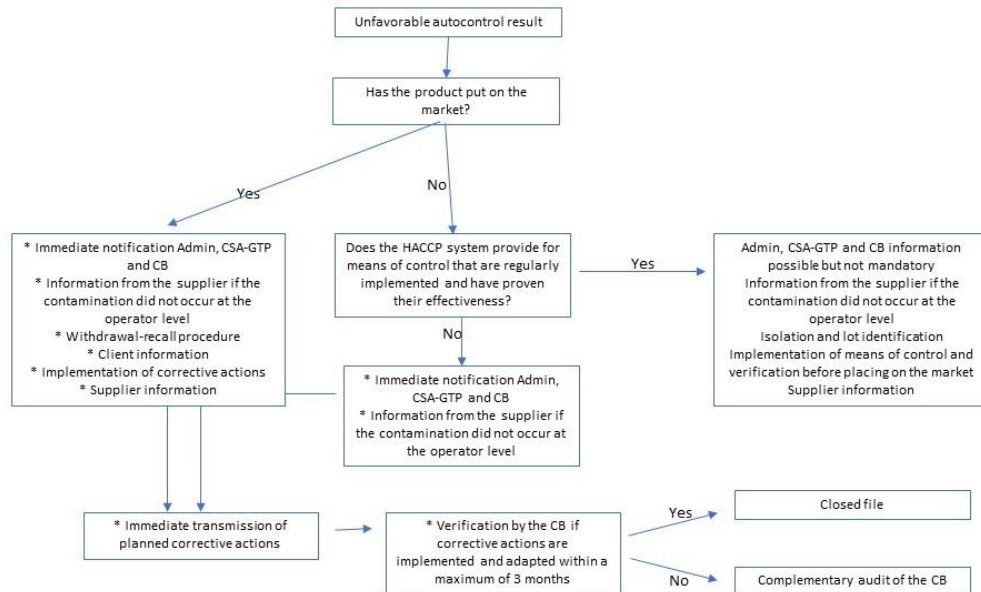 Unfavorable autocontrol result
Has the product put on the
market?
Yes
No
* Immediate notification Admin, CSA-GTP
and CB
* Information from the supplier if the
contamination did not occur at the
operator level
* Withdrawal-recall procedure
* Client information
* Implementation of corrective actions
* Supplier information
Does the HACCP system provide for
means of control that are regularly
implemented and have proven
their effectiveness?
Yes
Admin, CSA-GTP and CB information
possible but not mandatory
Information from the supplier if the
contamination did not occur at the
operator level
Isolation and lot identification
Implementation of means of control and
verification before placing on the market
Supplier information
No
* Immediate notification Admin,
CSA-GTP and CB
* Information from the supplier if
the contamination did not occur at
the operator level
* Immediate transmission of
planned corrective actions
* Verification by the CB if
corrective actions are
implemented and adapted within a
maximum of 3 months
Yes
Closed file
No
Complementary audit of the CB